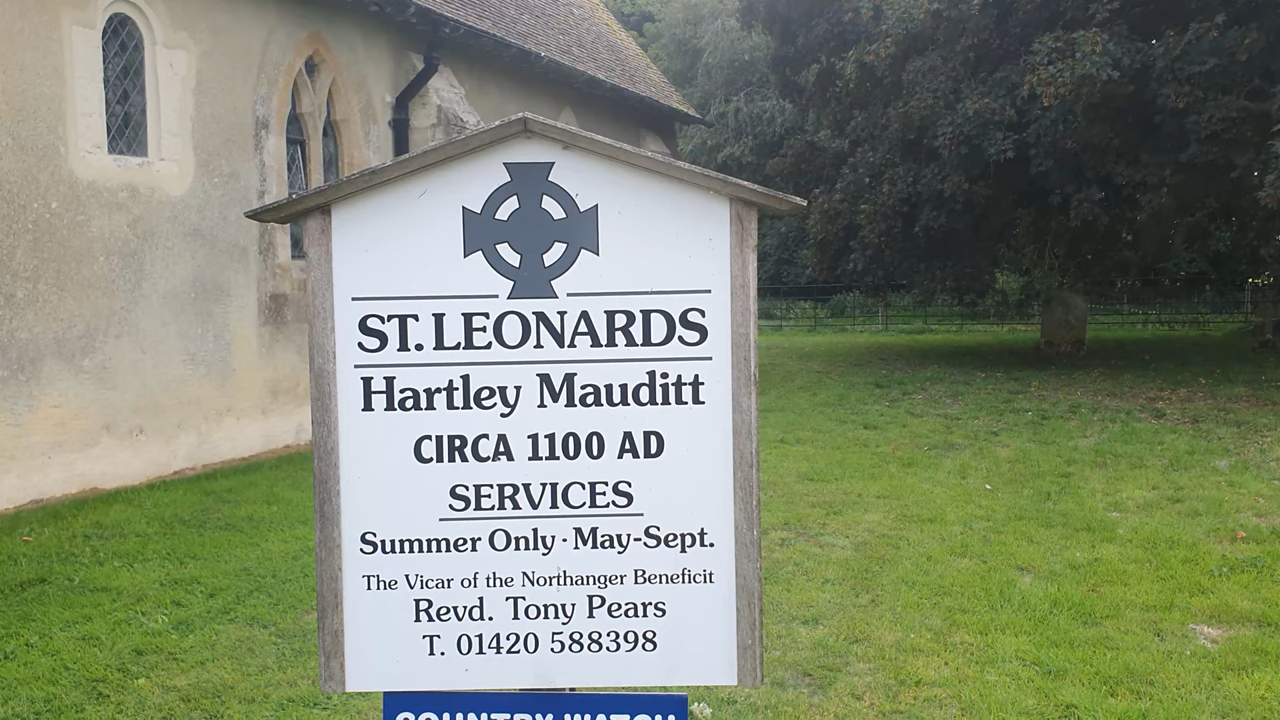 ST. LEONARDS
Hartley Mauditt
CIRCA 1100 AD
SERVICES
Summer Only · May-Sept.
The Vicar of the Northanger Beneficit
Revd. Tony Pears
T. 01420 588398
COUNTRY WATCH